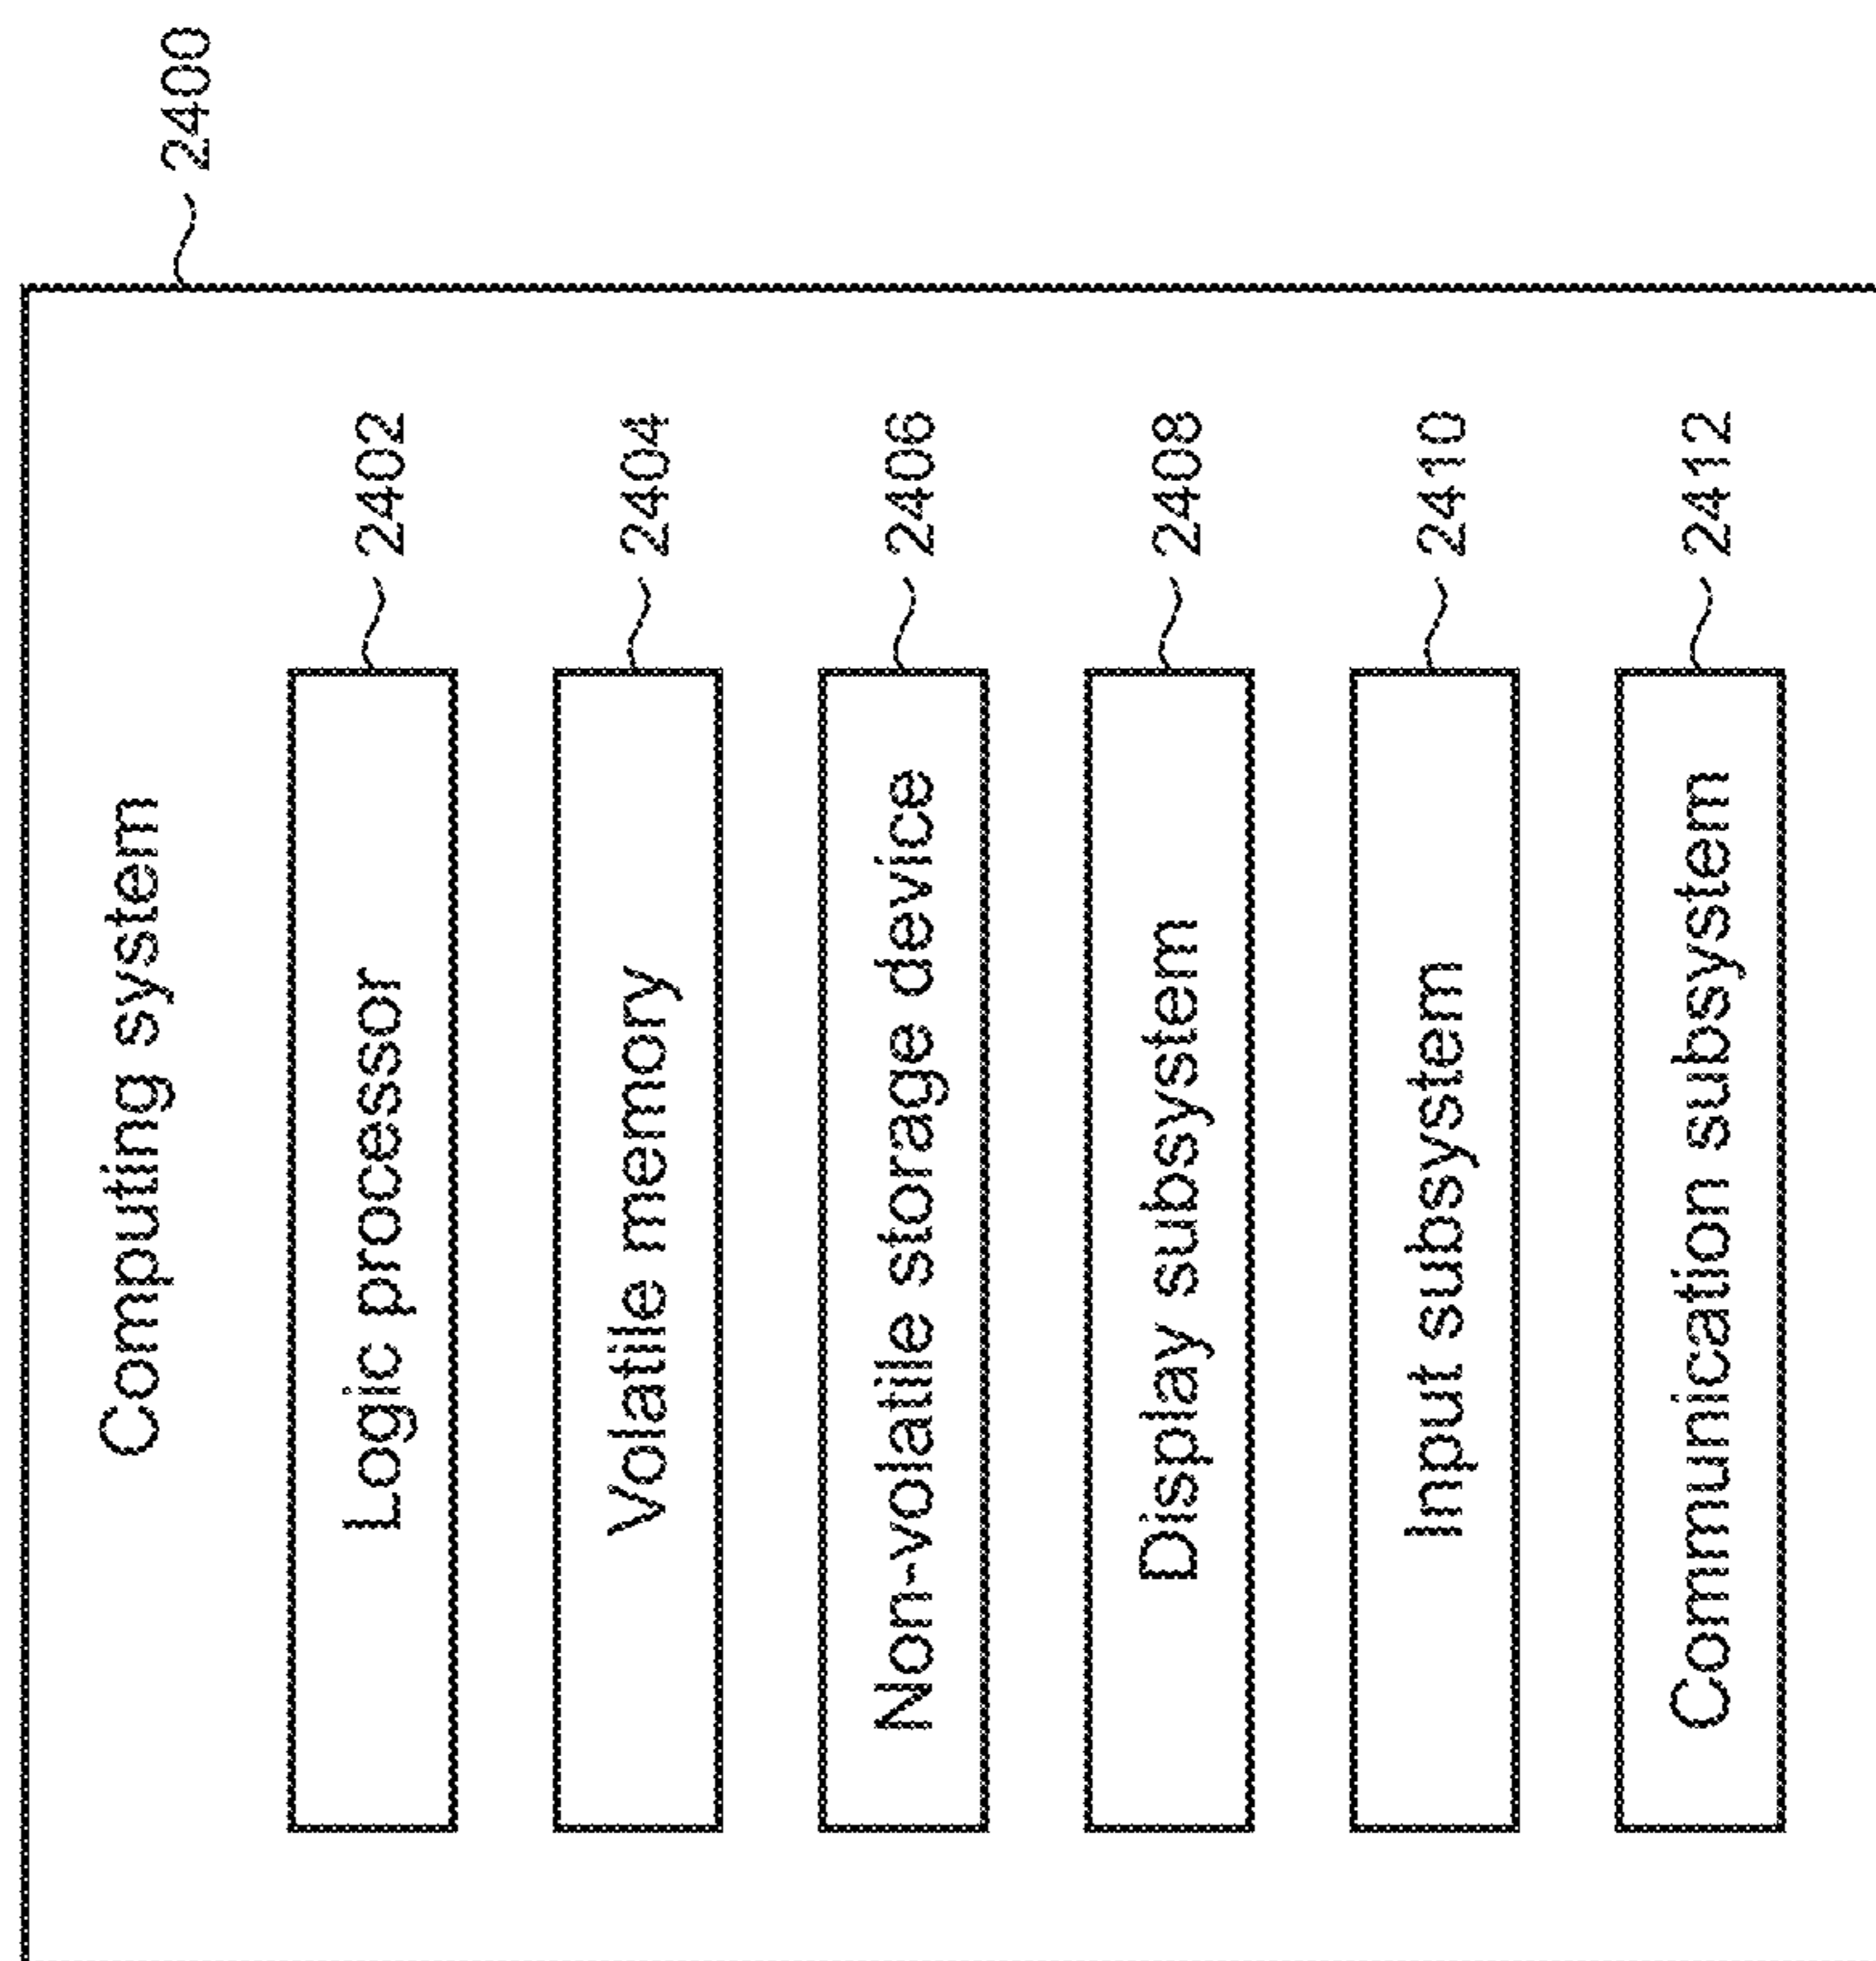 2400
Computing system
Logic processor
2402
Volatile memory
2404
Non-volatile storage device
2406
Display subsystem
2408
Input subsystem
2410
Communication subsystem
2412